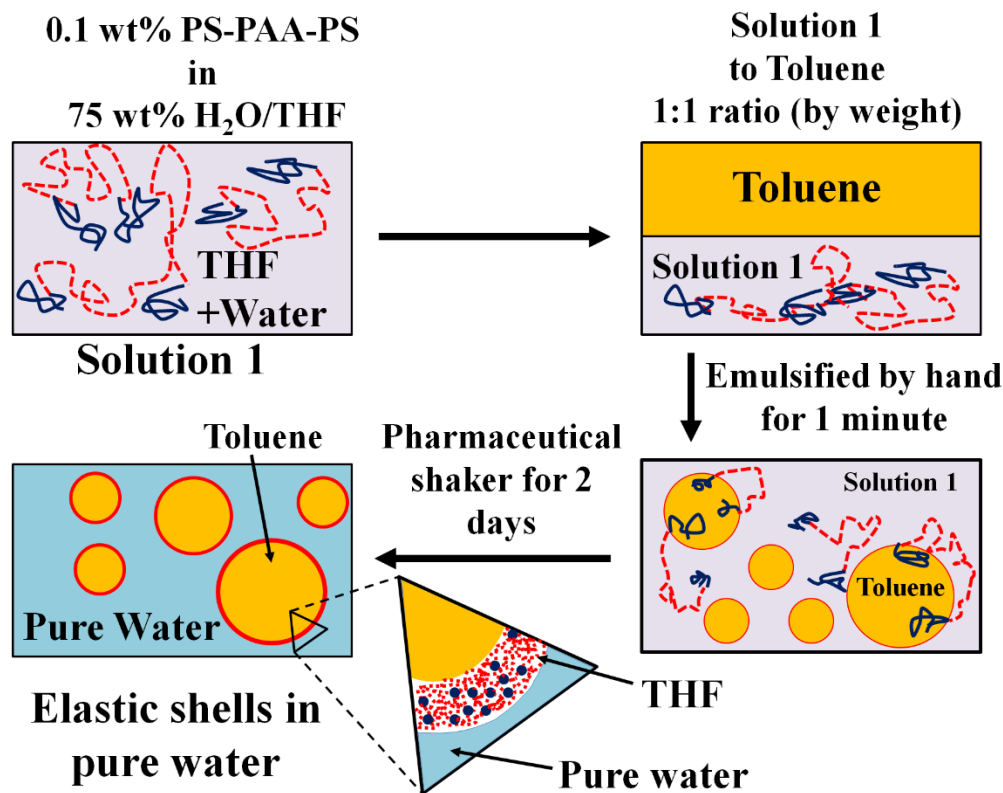 0.1 wt% PS-PAA-PS
in
75 wt% H₂O/THF
THF
+Water
Solution 1
Solution 1
to Toluene
1:1 ratio (by weight)
Toluene
Solution 1
Emulsified by hand
for 1 minute
Solution 1
Toluene
Pharmaceutical
shaker for 2
days
Toluene
Pure Water
Elastic shells in
pure water
THF
Pure water